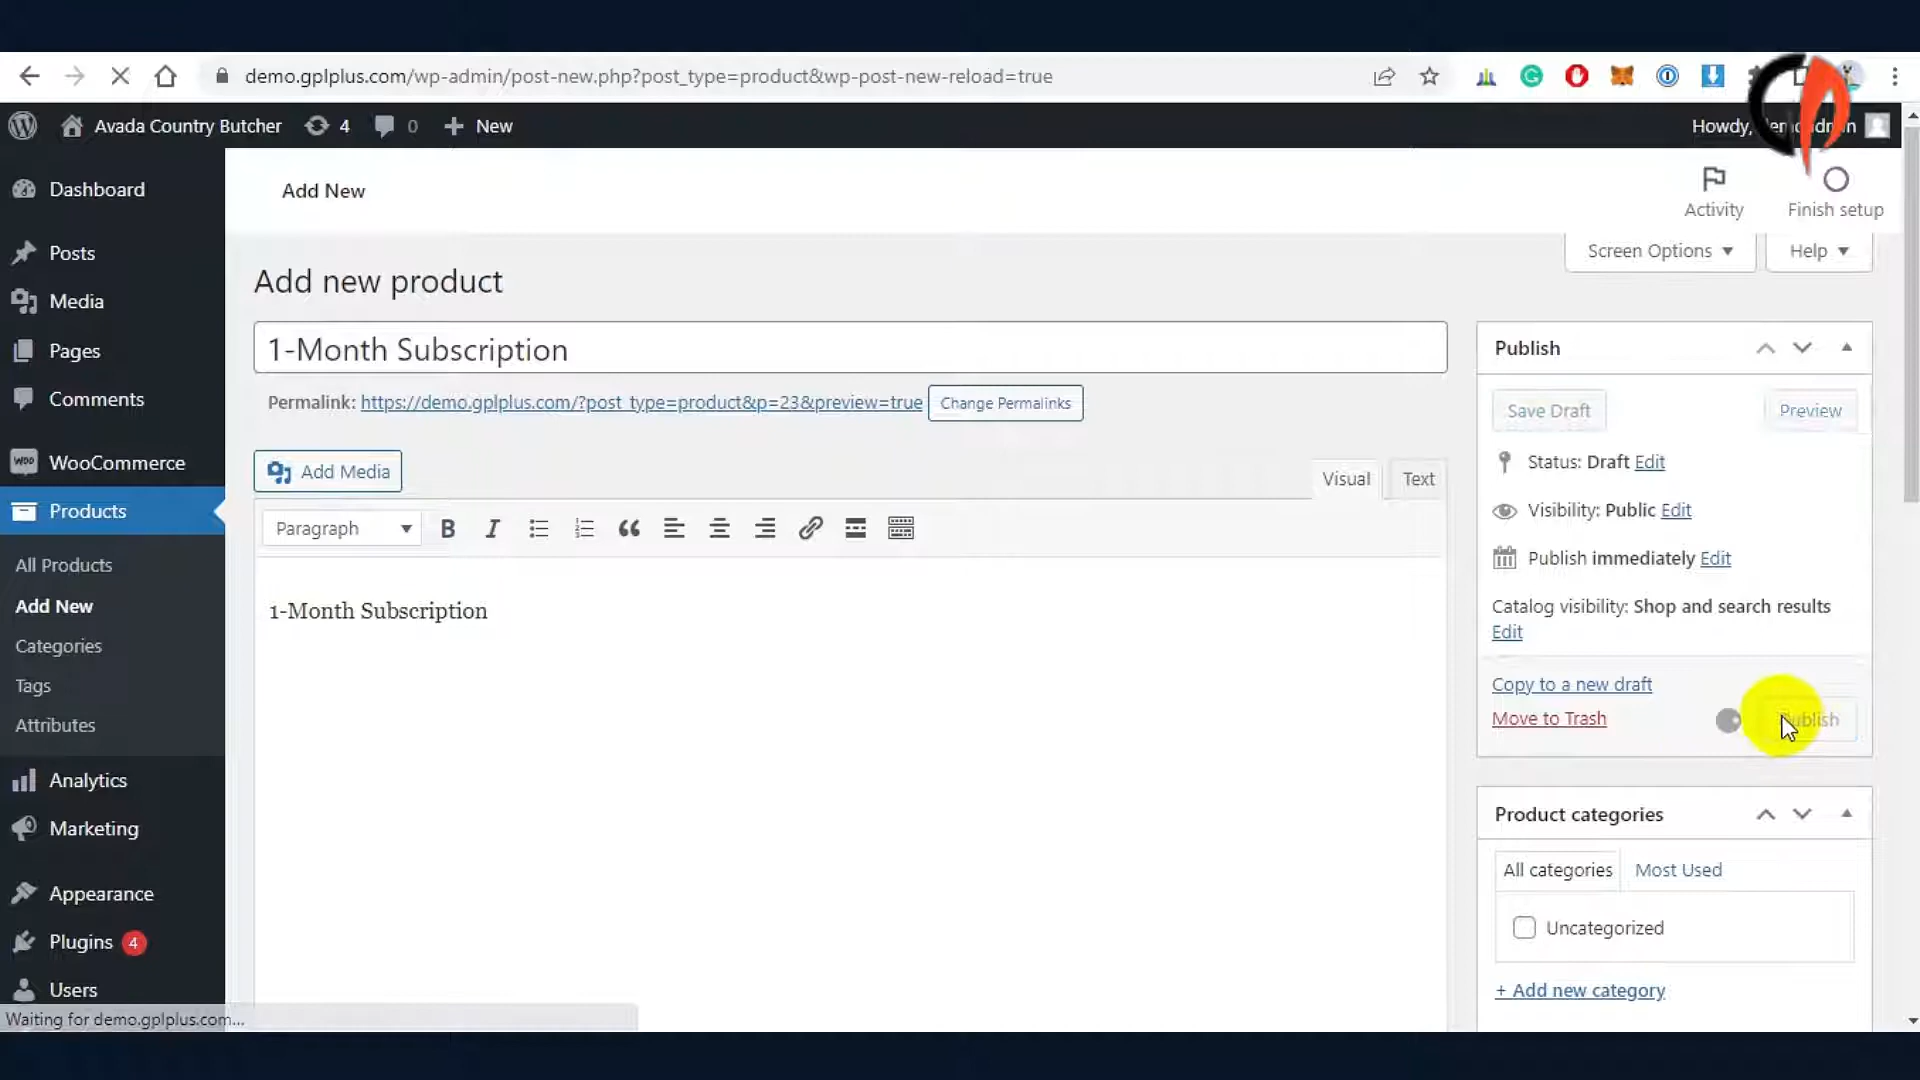 demo.gplplus.com/wp-admin/post-new.php?post_type=product&wp-post-new-reload=true
Avada Country Butcher 4 0 New
Howdy,
Add New
Activity
Finish setup
Screen Options
Help
Dashboard
Posts
Media
Pages
Comments
WOO WooCommerce
Products
All Products
Add New
Categories
Tags
Attributes
Analytics
Marketing
Appearance
Plugins 4
Users
Add new product
1-Month Subscription
Permalink: https://demo.gplplus.com/?post_type=product&p=23&preview=true Change Permalinks
Add Media
Visual Text
Paragraph
B I
1-Month Subscription
Publish
Save Draft Preview
Status: Draft Edit
Visibility: Public Edit
Publish immediately Edit
Catalog visibility: Shop and search results
Edit
Copy to a new draft
Move to Trash
Publish
Product categories
All categories Most Used
Uncategorized
+ Add new category
Waiting for demo.gplplus.com...